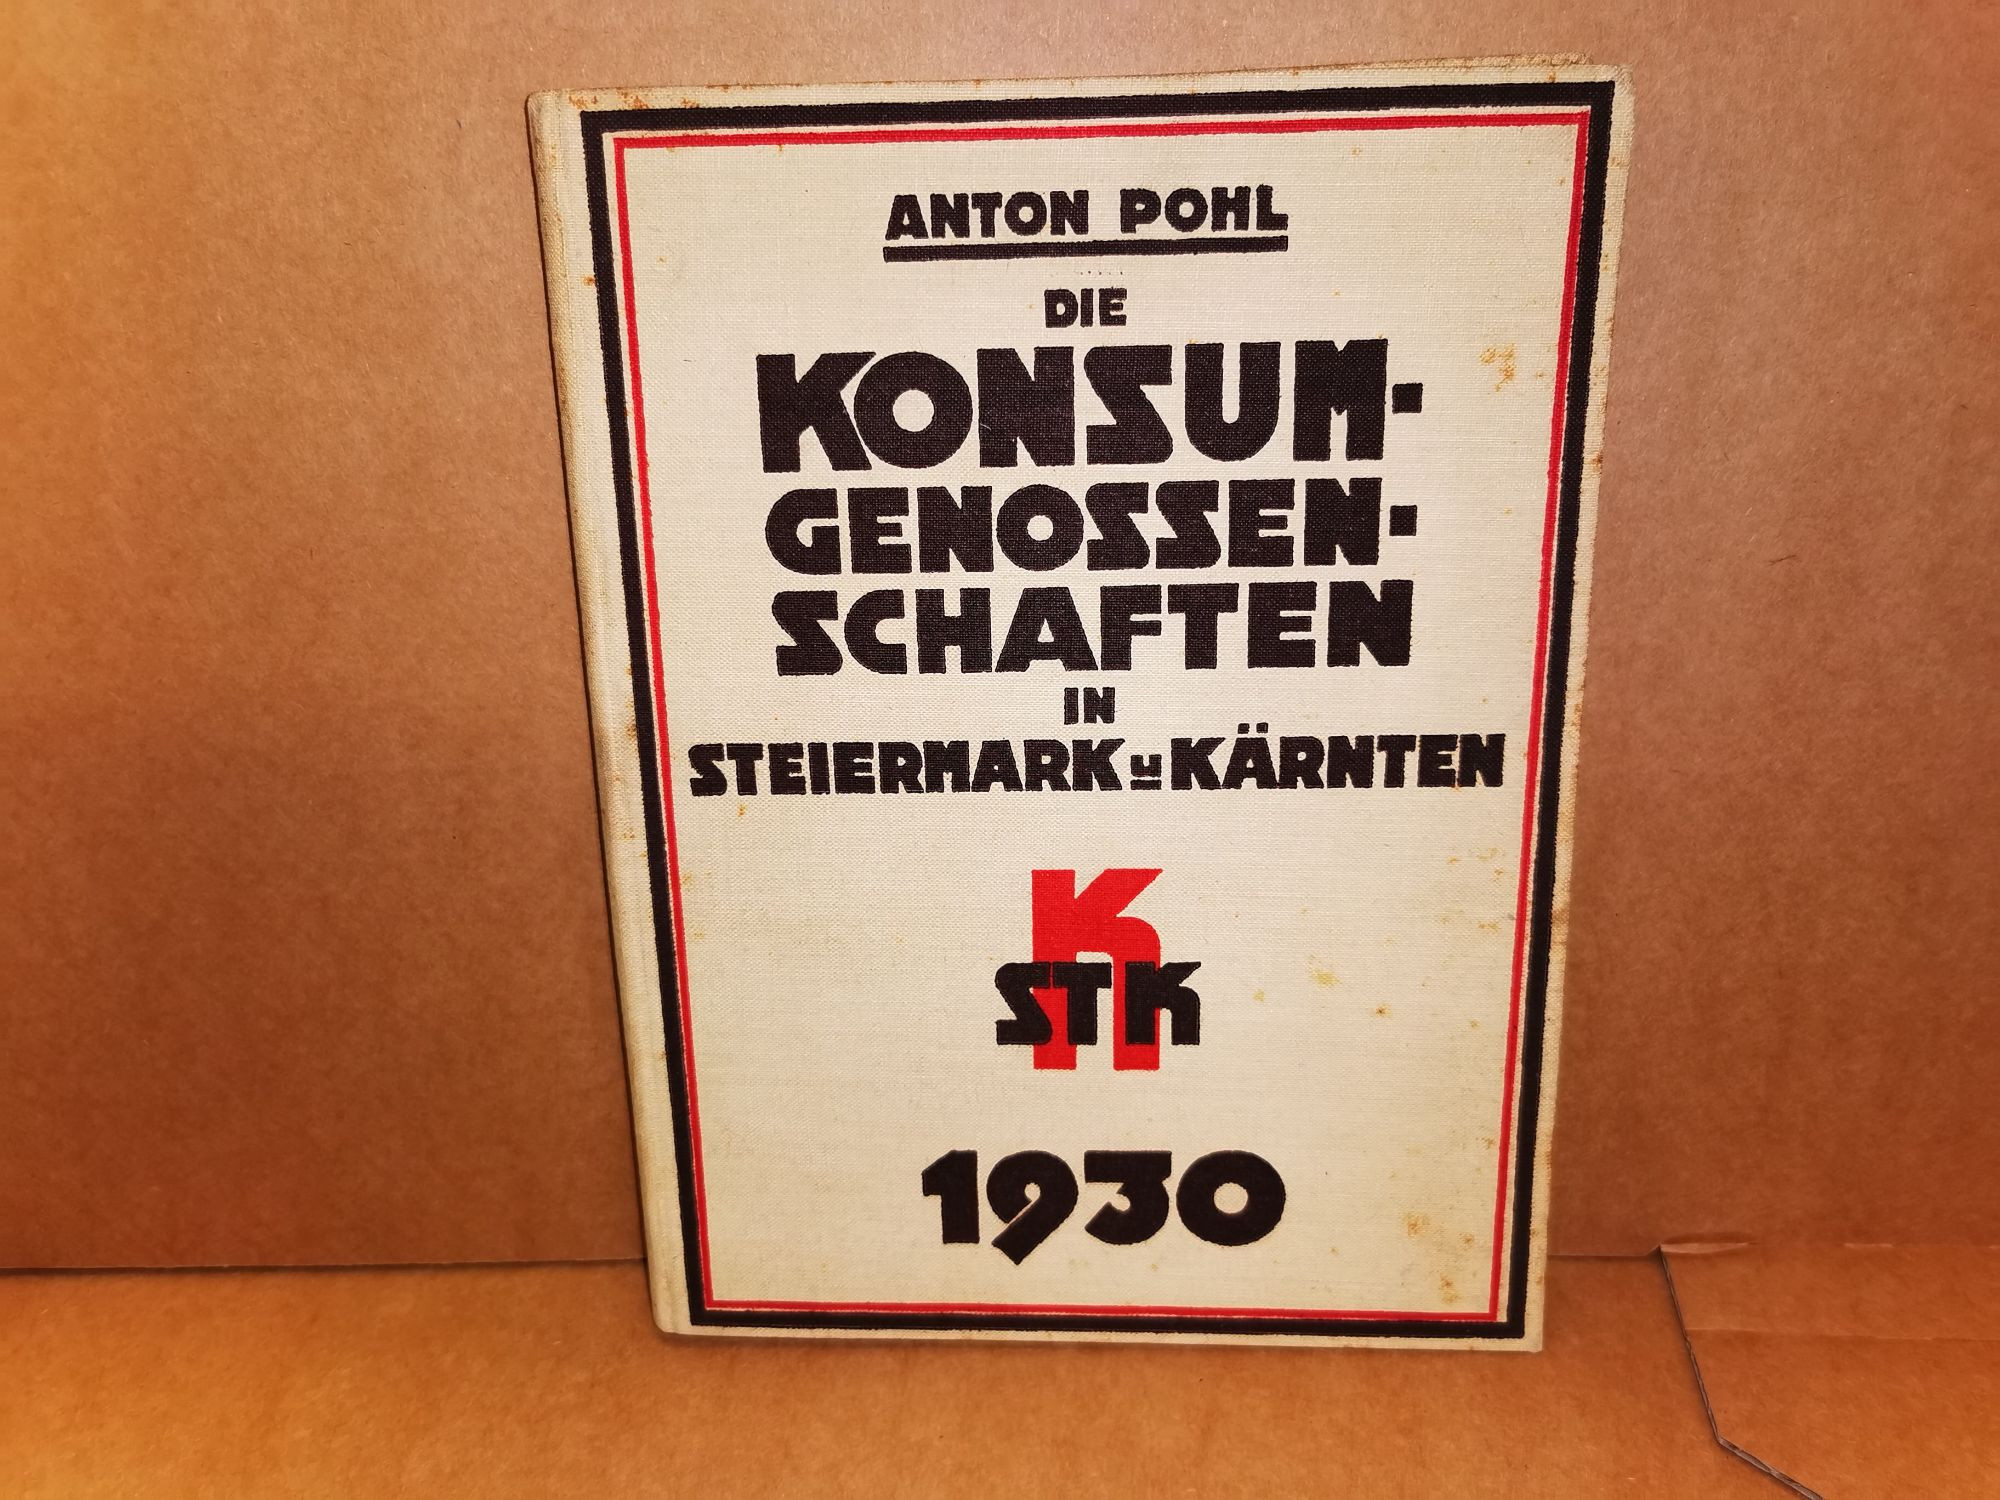 ANTON POHL
DIE
KONSUM-
GENOSSEN-
SCHAFTEN
IN
STEIERMARK u KÄRNTEN
K
STK
1930